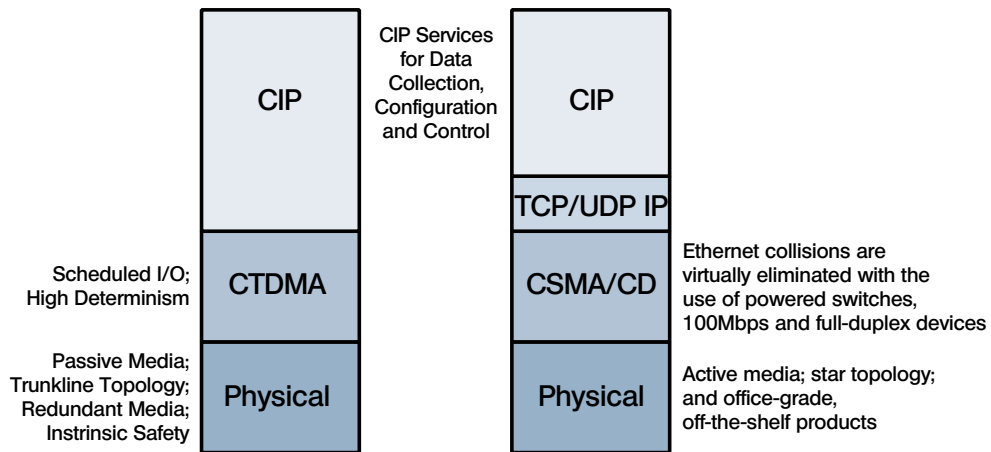 CIP Services
for Data
Collection,
Configuration
and Control
CIP
CIP
TCP/UDP IP
Scheduled I/O;
High Determinism
CTDMA
CSMA/CD
Ethernet collisions are
virtually eliminated with the
use of powered switches,
100Mbps and full-duplex devices
Passive Media;
Trunkline Topology;
Redundant Media;
Instrinsic Safety
Physical
Physical
Active media; star topology;
and office-grade,
off-the-shelf products